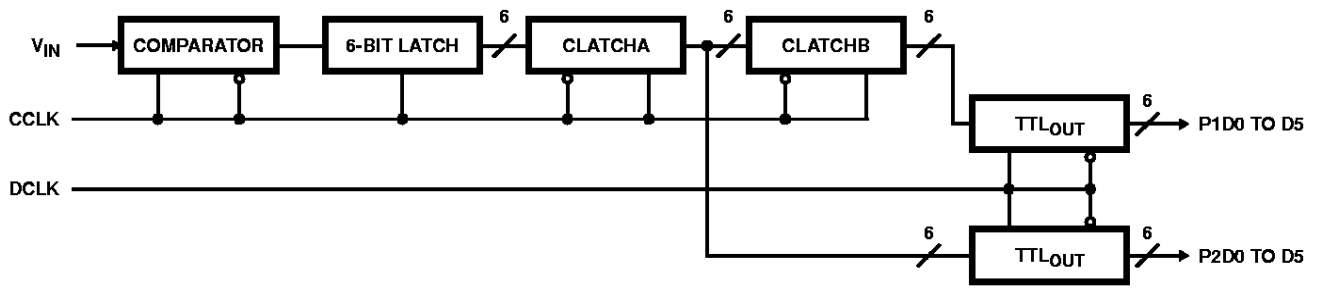 6 6 6
V_IN COMPARATOR 6-BIT LATCH CLATCHA CLATCHB
6
CCLK TTL_OUT P1D0 TO D5
DCLK
6 6
TTL_OUT P2D0 TO D5